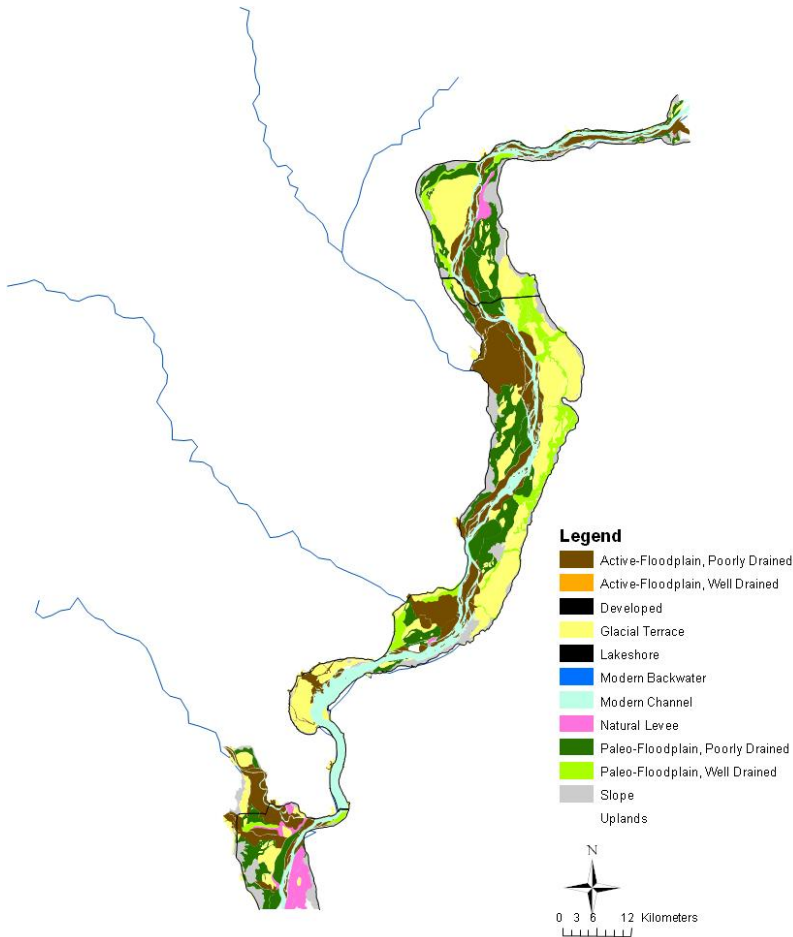 Legend
Active-Floodplain, Poorly Drained
Active-Floodplain, Well Drained
Developed
Glacial Terrace
Lakeshore
Modern Backwater
Modern Channel
Natural Levee
Paleo-Floodplain, Poorly Drained
Paleo-Floodplain, Well Drained
Slope
Uplands
N
0 3 6 12 Kilometers